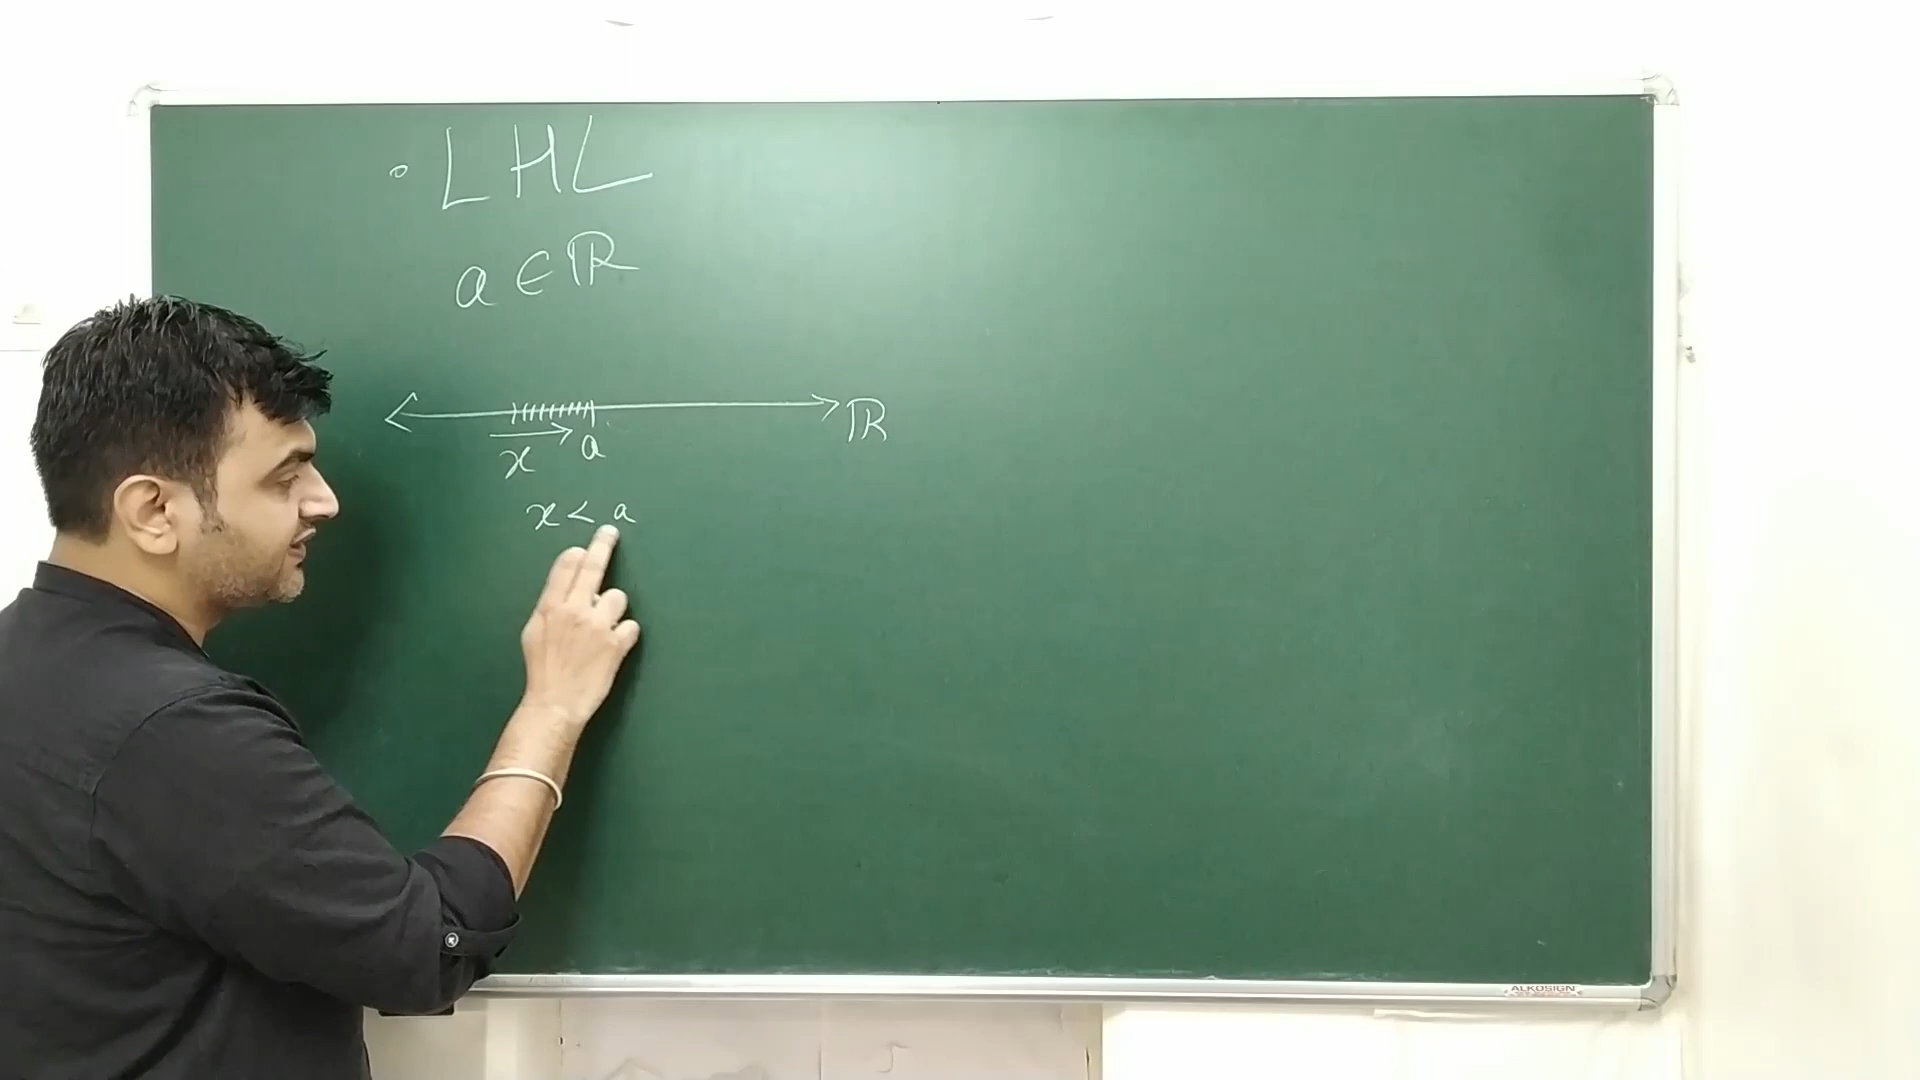 ∘ LHL
a ∈ ℝ
ℝ
x a
x < a
ALKOSIGN